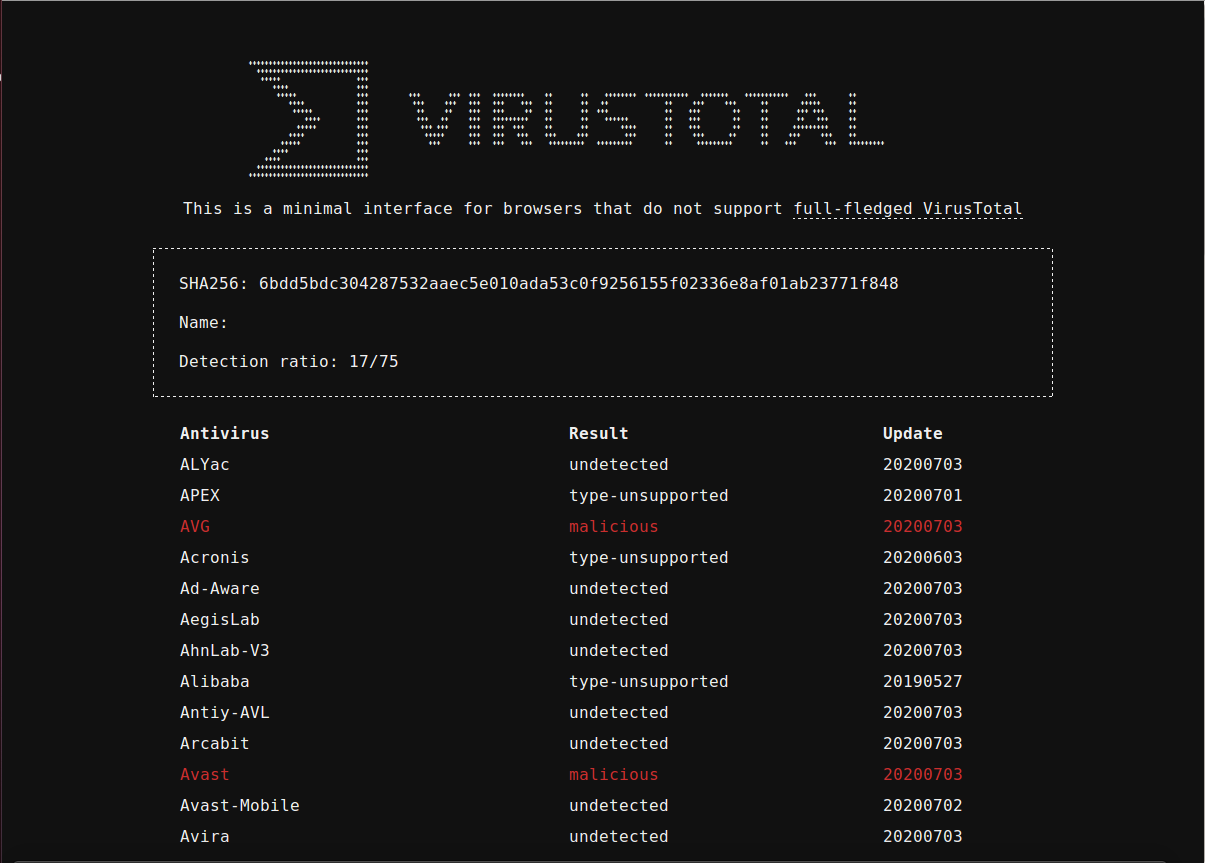 VIRUSTOTAL
This is a minimal interface for browsers that do not support full-fledged VirusTotal
SHA256: 6bdd5bdc304287532aaec5e010ada53c0f9256155f02336e8af01ab23771f848
Name:
Detection ratio: 17/75
Antivirus Result Update
ALYac undetected 20200703
APEX type-unsupported 20200701
AVG malicious 20200703
Acronis type-unsupported 20200603
Ad-Aware undetected 20200703
AegisLab undetected 20200703
AhnLab-V3 undetected 20200703
Alibaba type-unsupported 20190527
Antiy-AVL undetected 20200703
Arcabit undetected 20200703
Avast malicious 20200703
Avast-Mobile undetected 20200702
Avira undetected 20200703